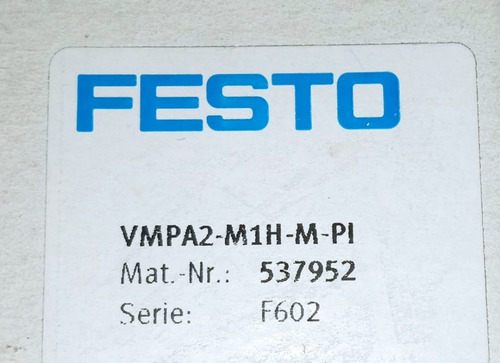 FESTO
VMPA2-M1H-M-PI
Mat.-Nr.: 537952
Serie: F602